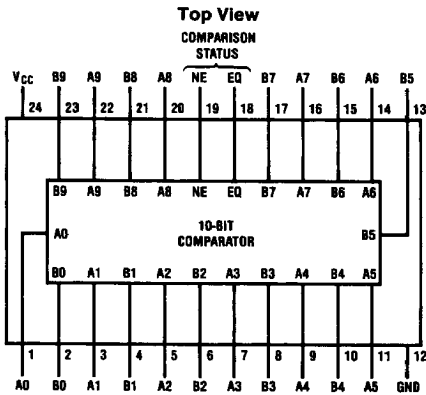 Top View
COMPARISON
STATUS
VCC B9 A9 B8 A8 NE EQ B7 A7 B6 A6 B5
24 23 22 21 20 19 18 17 16 15 14 13
B9 A9 B8 A8 NE EQ B7 A7 B6 A6
A0 10-BIT COMPARATOR B5
B0 A1 B1 A2 B2 A3 B3 A4 B4 A5
1 2 3 4 5 6 7 8 9 10 11 12
A0 B0 A1 B1 A2 B2 A3 B3 A4 B4 A5 GND